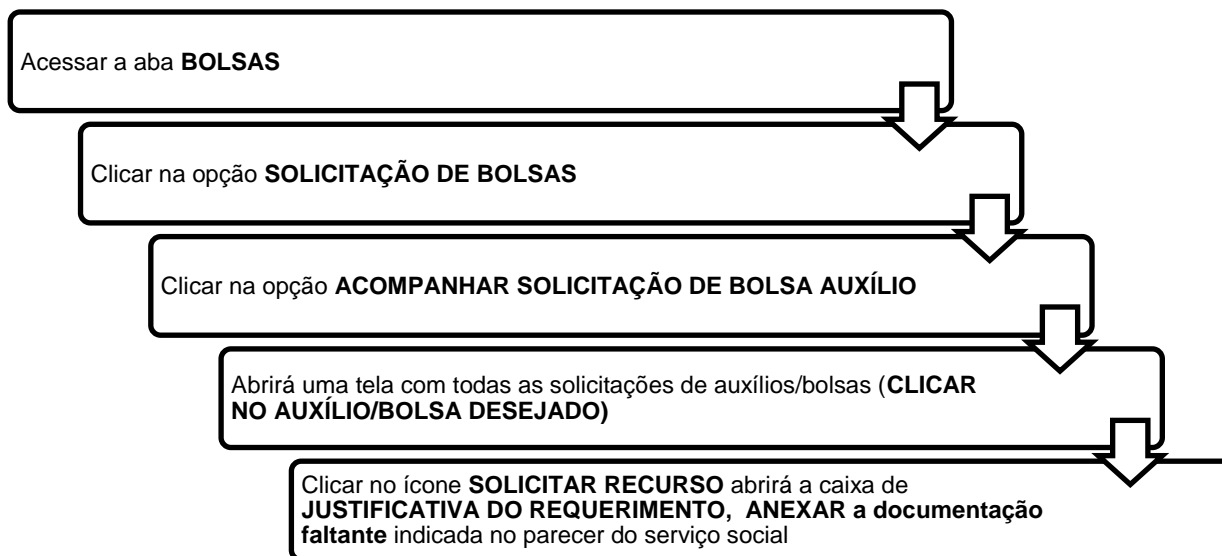 Acessar a aba BOLSAS
Clicar na opção SOLICITAÇÃO DE BOLSAS
Clicar na opção ACOMPANHAR SOLICITAÇÃO DE BOLSA AUXÍLIO
Abrirá uma tela com todas as solicitações de auxílios/bolsas (CLICAR
NO AUXÍLIO/BOLSA DESEJADO)
Clicar no ícone SOLICITAR RECURSO abrirá a caixa de
JUSTIFICATIVA DO REQUERIMENTO, ANEXAR a documentação
faltante indicada no parecer do serviço social